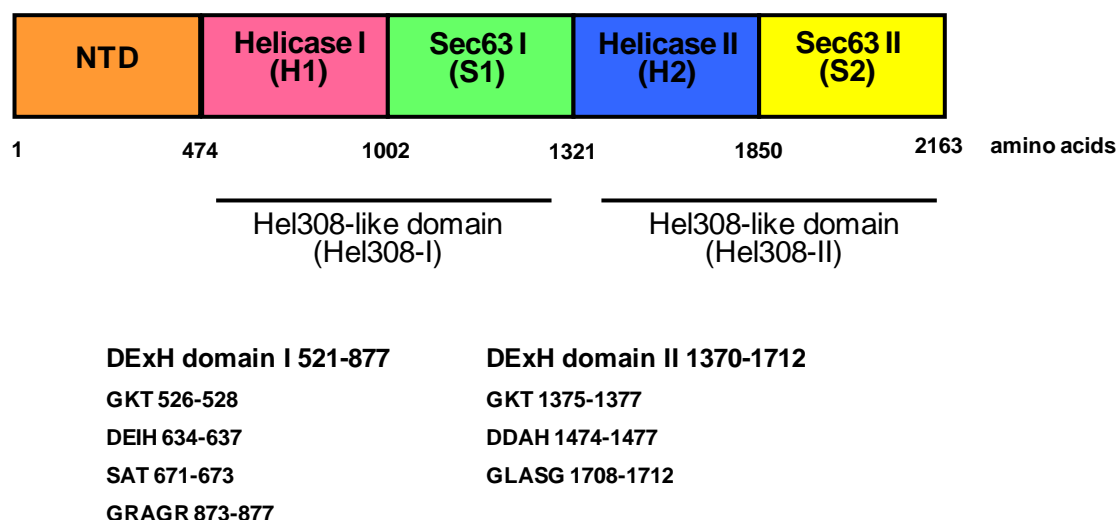 NTD
Helicase I
(H1)
Sec63 I
(S1)
Helicase II
(H2)
Sec63 II
(S2)
1 474 1002 1321 1850 2163 amino acids
Hel308-like domain
(Hel308-I)
Hel308-like domain
(Hel308-II)
DExH domain I 521-877
GKT 526-528
DEIH 634-637
SAT 671-673
GRAGR 873-877
DExH domain II 1370-1712
GKT 1375-1377
DDAH 1474-1477
GLASG 1708-1712